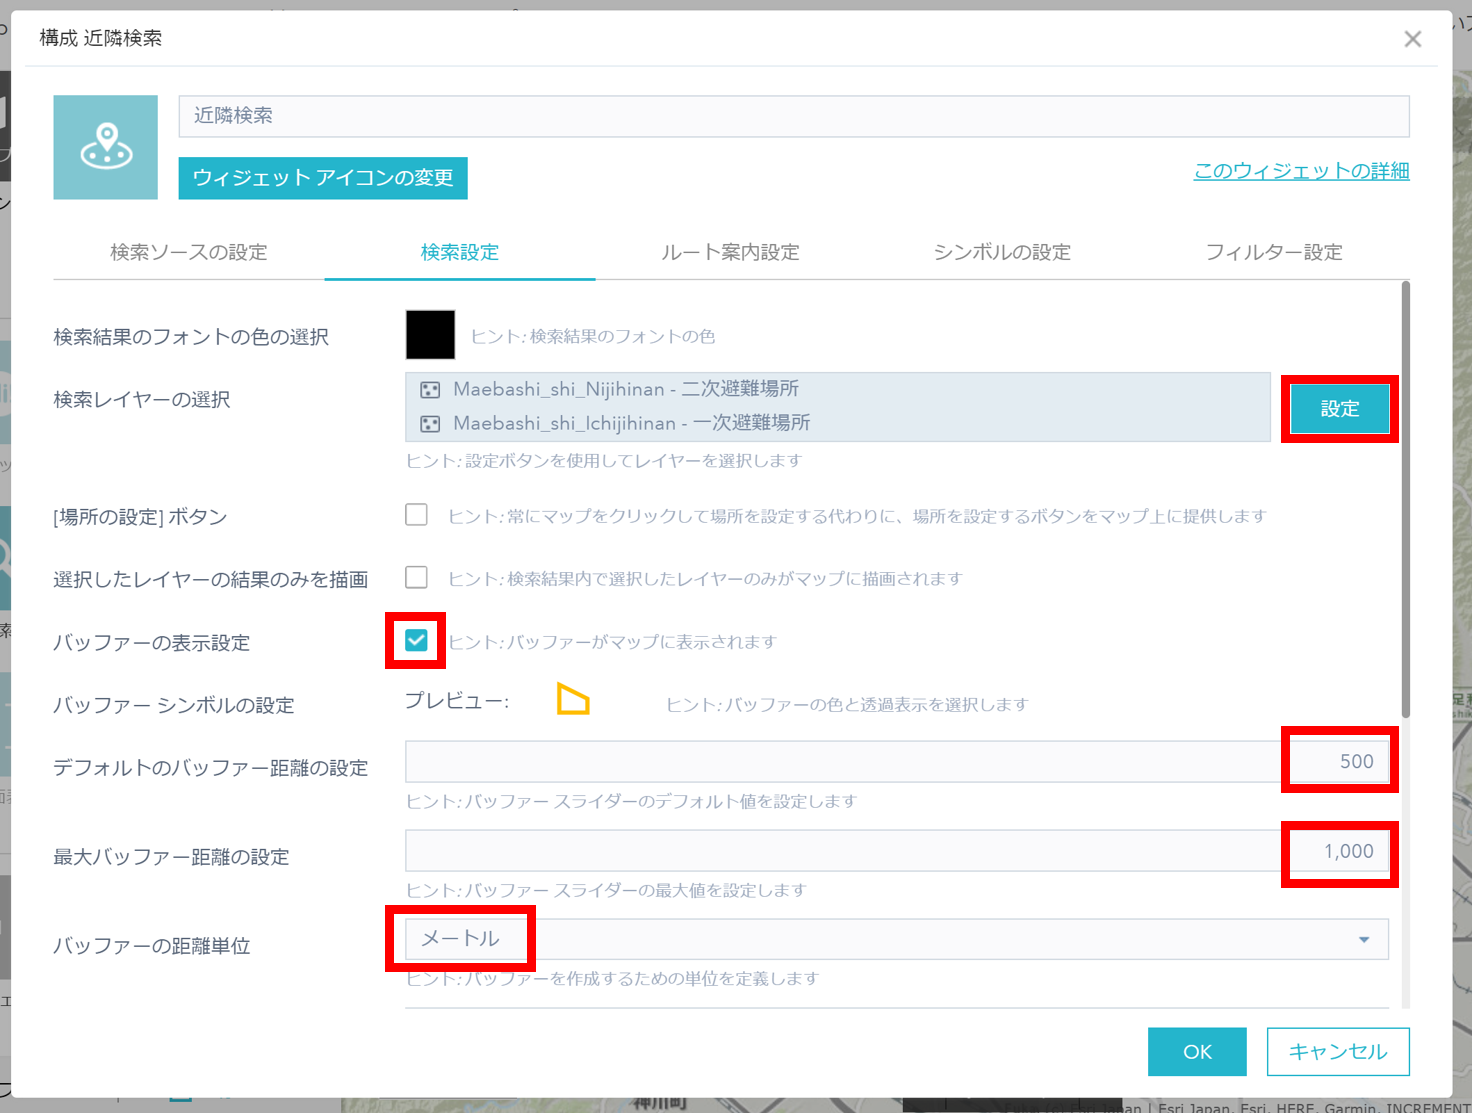 構成 近隣検索
近隣検索
ウィジェット アイコンの変更
このウィジェットの詳細
検索ソースの設定
検索設定
ルート案内設定
シンボルの設定
フィルター設定
検索結果のフォントの色の選択
ヒント: 検索結果のフォントの色
検索レイヤーの選択
Maebashi_shi_Nijihinan - 二次避難場所
Maebashi_shi_Ichijihinan - 一次避難場所
設定
ヒント: 設定ボタンを使用してレイヤーを選択します
[場所の設定] ボタン
ヒント: 常にマップをクリックして場所を設定する代わりに、場所を設定するボタンをマップ上に提供します
選択したレイヤーの結果のみを描画
ヒント: 検索結果内で選択したレイヤーのみがマップに描画されます
バッファーの表示設定
ヒント: バッファーがマップに表示されます
バッファー シンボルの設定
プレビュー:
ヒント: バッファーの色と透過表示を選択します
デフォルトのバッファー距離の設定
500
ヒント: バッファー スライダーのデフォルト値を設定します
最大バッファー距離の設定
1,000
ヒント: バッファー スライダーの最大値を設定します
バッファーの距離単位
メートル
ヒント: バッファーを作成するための単位を定義します
OK
キャンセル
神川町
Esri Japan | Esri Japan, Esri, HERE, Garmin, INCREMENT